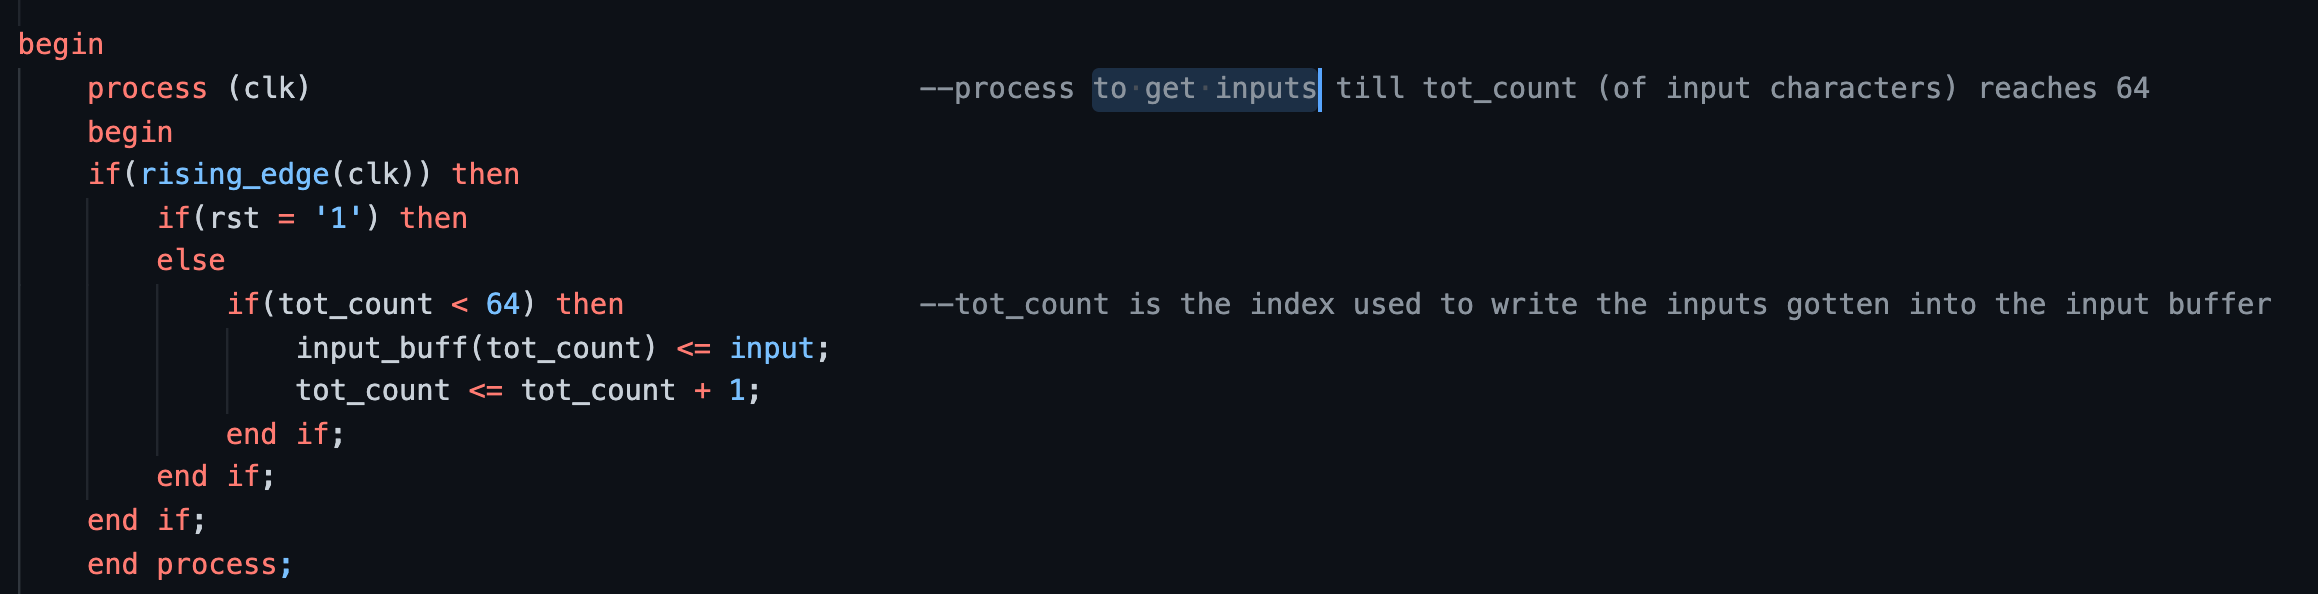 begin
process (clk) --process to get inputs till tot_count (of input characters) reaches 64
begin
if(rising_edge(clk)) then
if(rst = '1') then
else
if(tot_count < 64) then --tot_count is the index used to write the inputs gotten into the input buffer
input_buff(tot_count) <= input;
tot_count <= tot_count + 1;
end if;
end if;
end if;
end process;